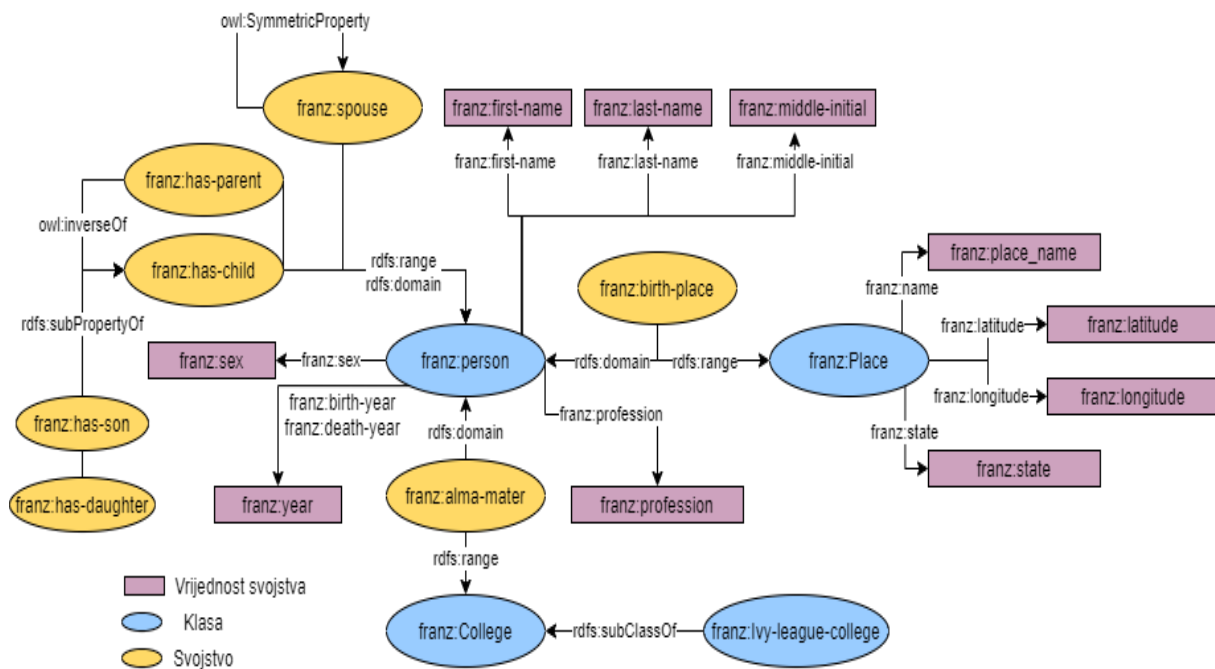 owl:SymmetricProperty
franz:spouse
franz:first-name
franz:last-name
franz:middle-initial
franz:first-name
franz:last-name
franz:middle-initial
franz:has-parent
owl:inverseOf
franz:has-child
rdfs:range
rdfs:domain
franz:birth-place
franz:place_name
franz:name
rdfs:subPropertyOf
franz:latitude
franz:latitude
franz:sex
franz:sex
franz:person
rdfs:domain
rdfs:range
franz:Place
franz:longitude
franz:longitude
franz:birth-year
franz:death-year
franz:profession
franz:has-son
rdfs:domain
franz:state
franz:state
franz:has-daughter
franz:year
franz:alma-mater
franz:profession
rdfs:range
Vrijednost svojstva
Klasa
franz:College
rdfs:subClassOf
franz:Ivy-league-college
Svojstvo